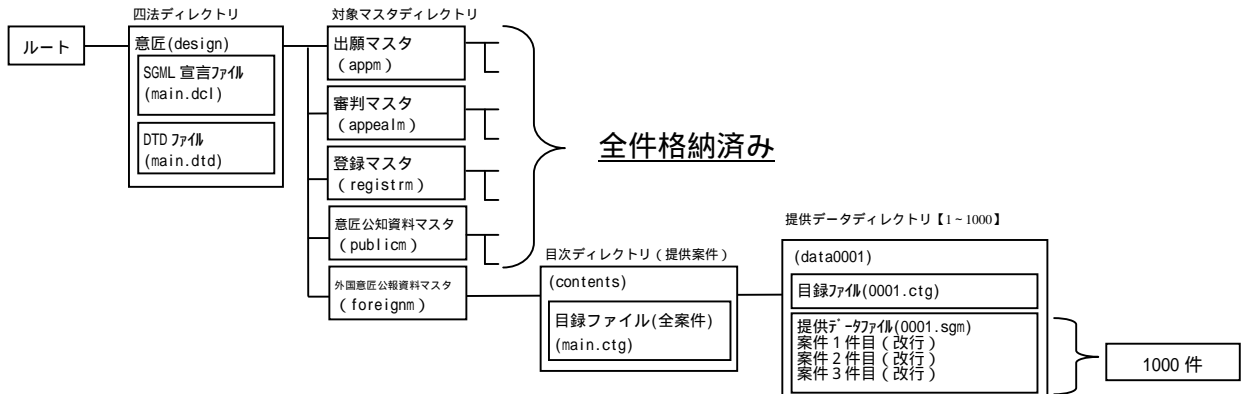 四法ディレクトリ
対象マスタディレクトリ
ルート
意匠(design)
SGML 宣言ファイル
(main.dcl)
DTD ファイル
(main.dtd)
出願マスタ
(appm)
審判マスタ
(appealm)
登録マスタ
(registrm)
意匠公知資料マスタ
(publicm)
外国意匠公報資料マスタ
(foreignm)
全件格納済み
目次ディレクトリ(提供案件)
(contents)
目録ファイル(全案件)
(main.ctg)
提供データディレクトリ【1~1000】
(data0001)
目録ファイル(0001.ctg)
提供データファイル(0001.sgm)
案件1件目(改行)
案件2件目(改行)
案件3件目(改行)
1000 件